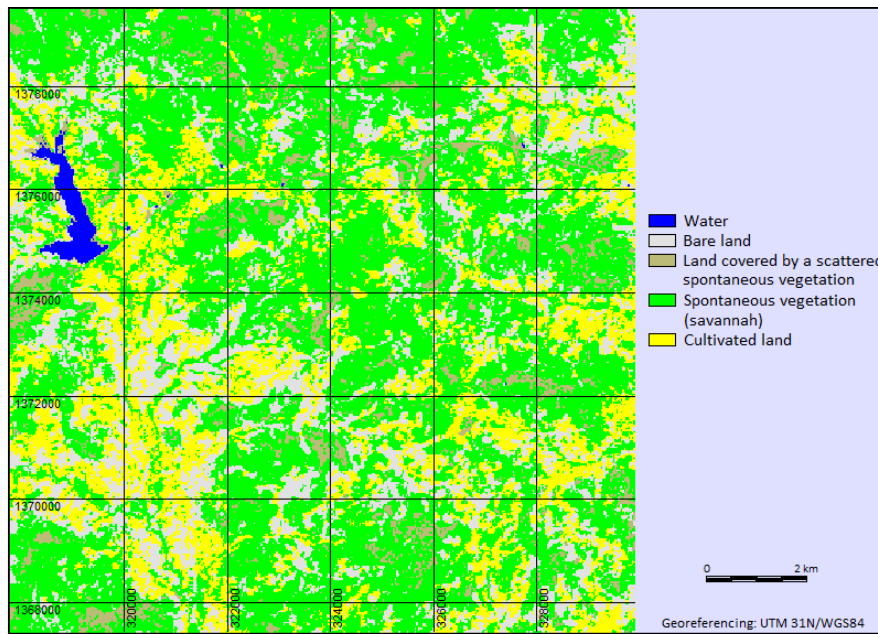 1378000
1376000
1374000
1372000
1370000
1368000
320000
322000
324000
326000
328000
Water
Bare land
Land covered by a scattered
spontaneous vegetation
Spontaneous vegetation
(savannah)
Cultivated land
0 2 km
Georeferencing: UTM 31N/WGS84